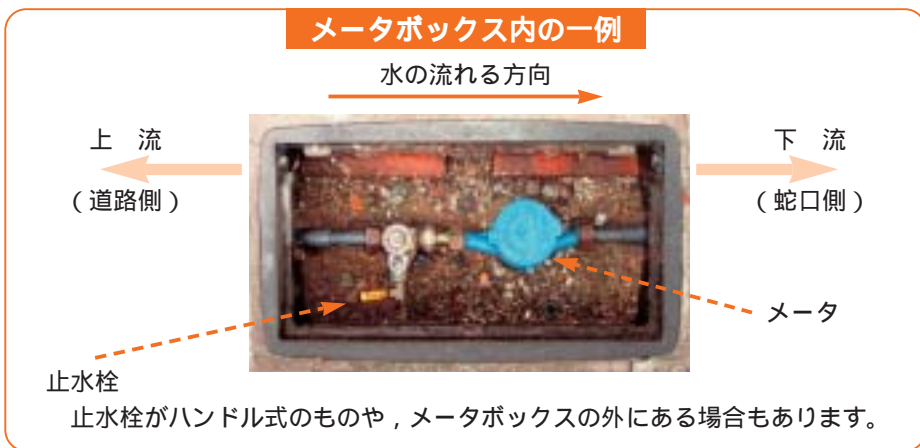 メータボックス内の一例
水の流れる方向
上　流
下　流
（道路側）
（蛇口側）
メータ
止水栓
止水栓がハンドル式のものや，メータボックスの外にある場合もあります。